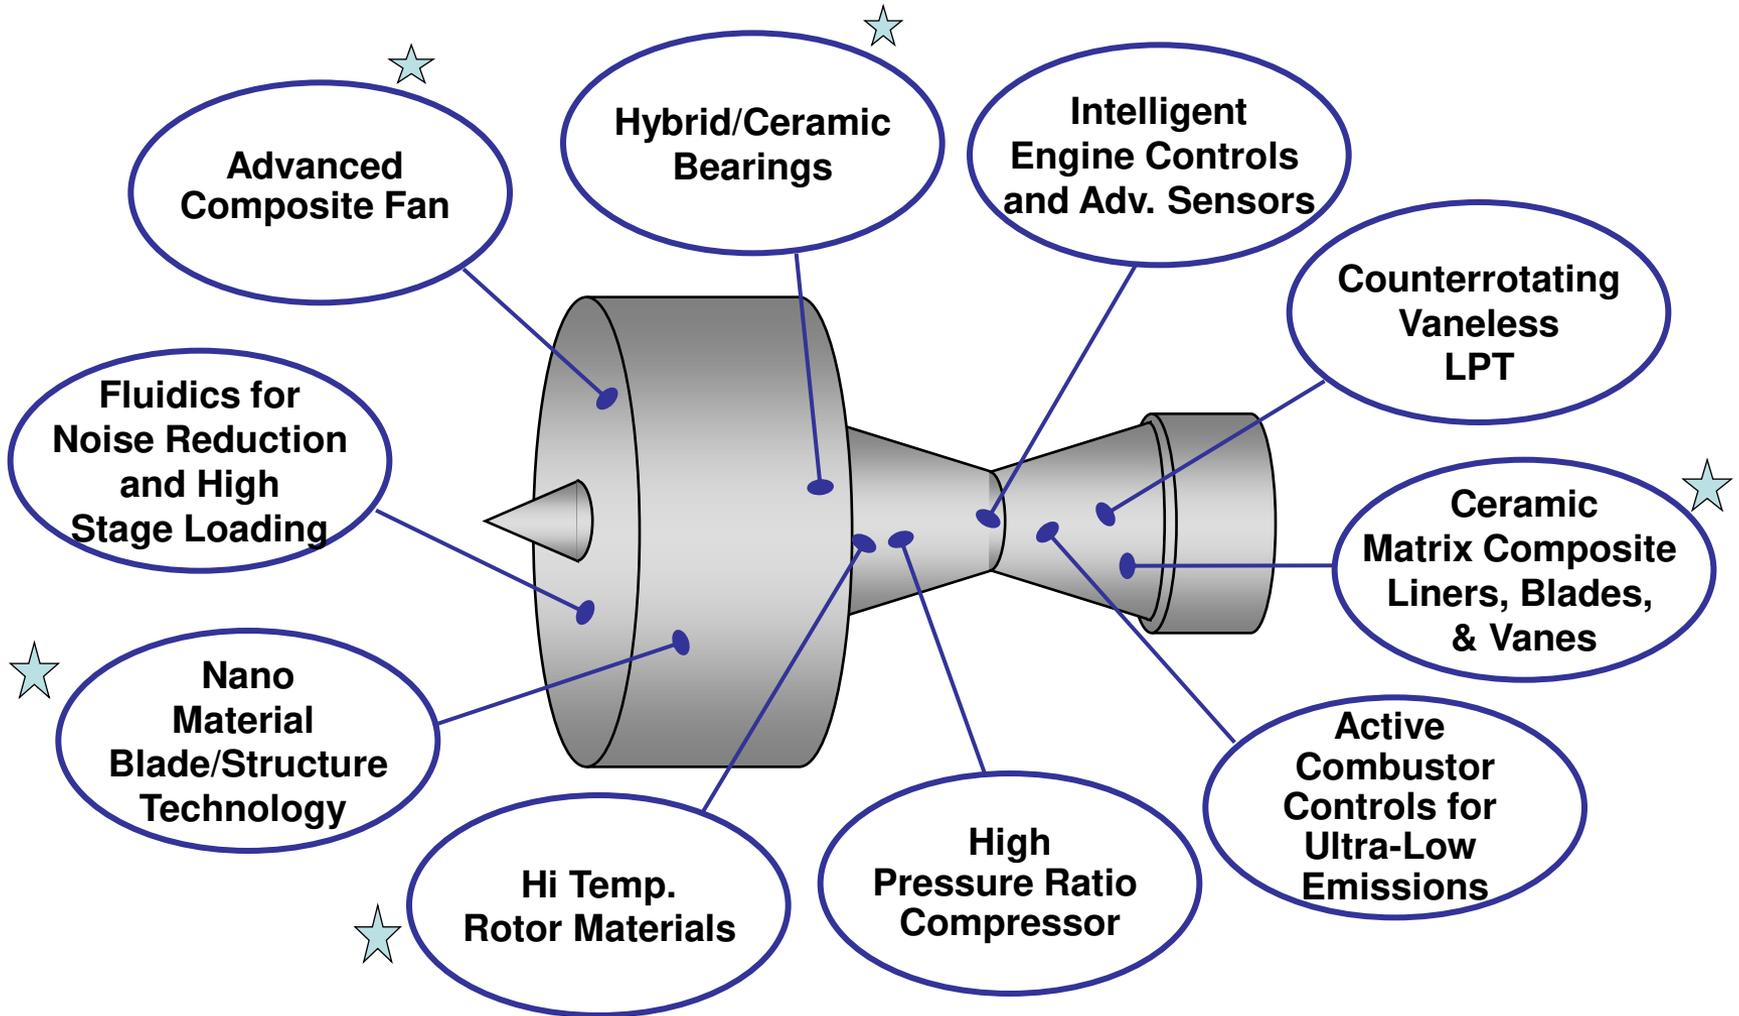 Advanced
Composite Fan
Hybrid/Ceramic
Bearings
Intelligent
Engine Controls
and Adv. Sensors
Counterrotating
Vaneless
LPT
Fluidics for
Noise Reduction
and High
Stage Loading
Ceramic
Matrix Composite
Liners, Blades,
& Vanes
Nano
Material
Blade/Structure
Technology
Hi Temp.
Rotor Materials
High
Pressure Ratio
Compressor
Active
Combustor
Controls for
Ultra-Low
Emissions